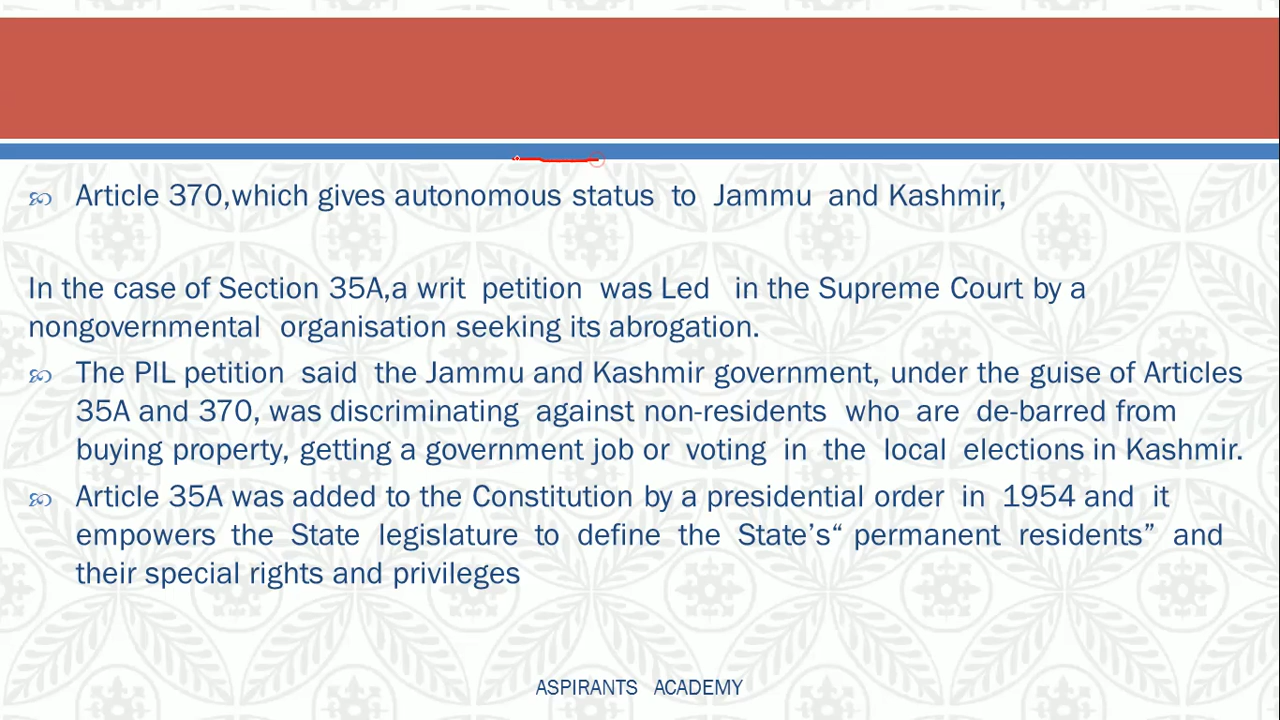 Article 370,which gives autonomous status to Jammu and Kashmir,
In the case of Section 35A,a writ petition was Led in the Supreme Court by a
nongovernmental organisation seeking its abrogation.
The PIL petition said the Jammu and Kashmir government, under the guise of Articles
35A and 370, was discriminating against non-residents who are de-barred from
buying property, getting a government job or voting in the local elections in Kashmir.
Article 35A was added to the Constitution by a presidential order in 1954 and it
empowers the State legislature to define the State’s“ permanent residents” and
their special rights and privileges
ASPIRANTS ACADEMY